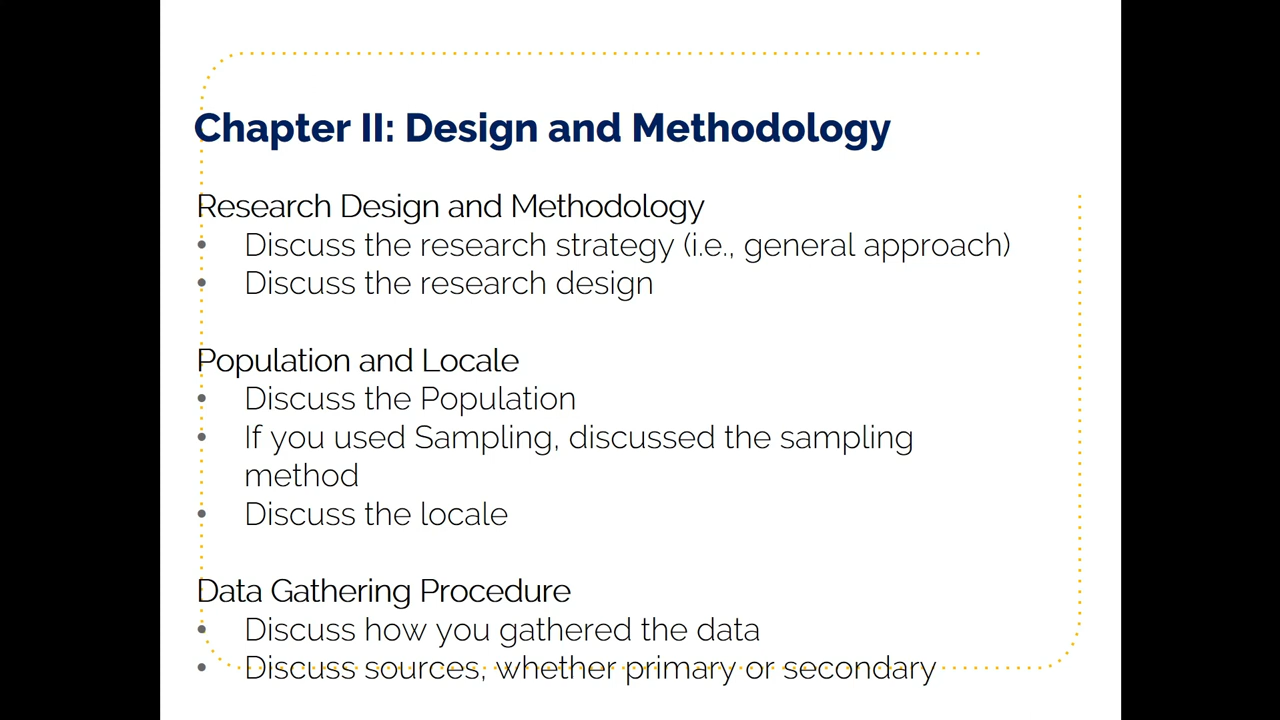 Chapter II: Design and Methodology
Research Design and Methodology
• Discuss the research strategy (i.e., general approach)
• Discuss the research design
Population and Locale
• Discuss the Population
• If you used Sampling, discussed the sampling
method
• Discuss the locale
Data Gathering Procedure
• Discuss how you gathered the data
• Discuss sources, whether primary or secondary